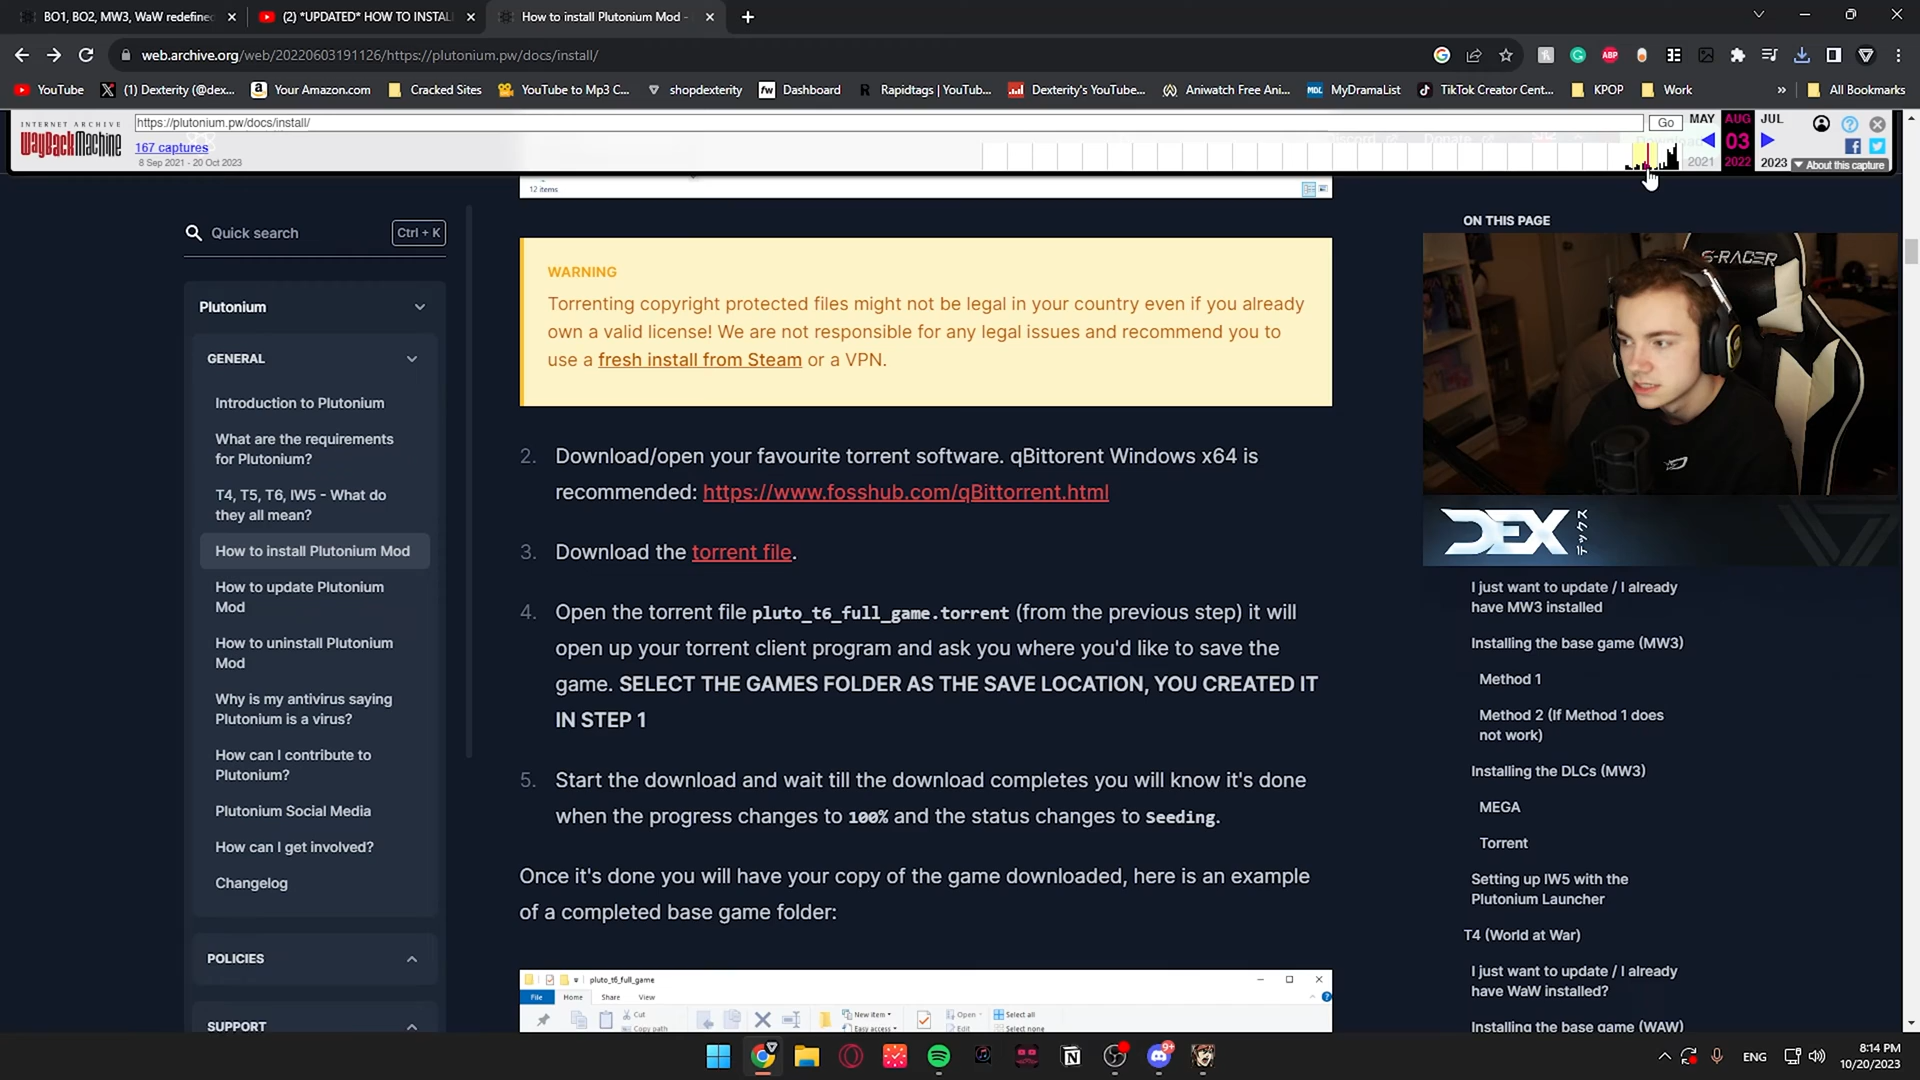 BO1, BO2, MW3, WaW redefine
(2) *UPDATED* HOW TO INSTAL
How to install Plutonium Mod -
web.archive.org/web/20220603191126/https://plutonium.pw/docs/install/
YouTube
(1) Dexterity (@dex...
Your Amazon.com
Cracked Sites
YouTube to Mp3 C...
shopdexterity
Dashboard
Rapidtags | YouTub...
Dexterity's YouTube...
Aniwatch Free Ani...
MyDramaList
TikTok Creator Cent...
KPOP
Work
All Bookmarks
INTERNET ARCHIVE
WayBackMachine
https://plutonium.pw/docs/install/
Go
167 captures
8 Sep 2021 - 20 Oct 2023
MAY AUG JUL
03
2021 2022 2023
About this capture
12 items
Quick search
Ctrl + K
Plutonium
GENERAL
Introduction to Plutonium
What are the requirements
for Plutonium?
T4, T5, T6, IW5 - What do
they all mean?
How to install Plutonium Mod
How to update Plutonium
Mod
How to uninstall Plutonium
Mod
Why is my antivirus saying
Plutonium is a virus?
How can I contribute to
Plutonium?
Plutonium Social Media
How can I get involved?
Changelog
POLICIES
SUPPORT
WARNING
Torrenting copyright protected files might not be legal in your country even if you already
own a valid license! We are not responsible for any legal issues and recommend you to
use a fresh install from Steam or a VPN.
2. Download/open your favourite torrent software. qBittorent Windows x64 is
recommended: https://www.fosshub.com/qBittorrent.html
3. Download the torrent file.
4. Open the torrent file pluto_t6_full_game.torrent (from the previous step) it will
open up your torrent client program and ask you where you'd like to save the
game. SELECT THE GAMES FOLDER AS THE SAVE LOCATION, YOU CREATED IT
IN STEP 1
5. Start the download and wait till the download completes you will know it's done
when the progress changes to 100% and the status changes to Seeding.
Once it's done you will have your copy of the game downloaded, here is an example
of a completed base game folder:
pluto_t6_full_game
File Home Share View
Cut
Copy path
New item
Easy access
Open
Edit
Select all
Select none
ON THIS PAGE
S-RACER
DEX
テックス
I just want to update / I already
have MW3 installed
Installing the base game (MW3)
Method 1
Method 2 (If Method 1 does
not work)
Installing the DLCs (MW3)
MEGA
Torrent
Setting up IW5 with the
Plutonium Launcher
T4 (World at War)
I just want to update / I already
have WaW installed?
Installing the base game (WAW)
ENG
8:14 PM
10/20/2023